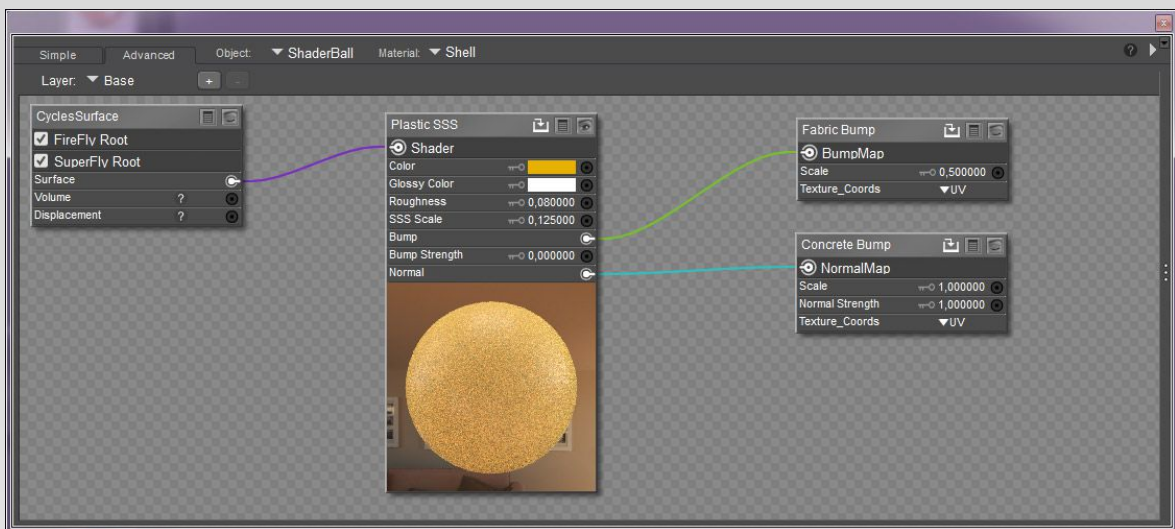 Simple Advanced Object: ShaderBall Material: Shell ?
Layer: Base + -
CyclesSurface
FireFly Root
SuperFly Root
Surface
Volume ?
Displacement ?
Plastic SSS
Shader
Color
Glossy Color
Roughness 0,080000
SSS Scale 0,125000
Bump
Bump Strength 0,000000
Normal
Fabric Bump
BumpMap
Scale 0,500000
Texture_Coords UV
Concrete Bump
NormalMap
Scale 1,000000
Normal Strength 1,000000
Texture_Coords UV